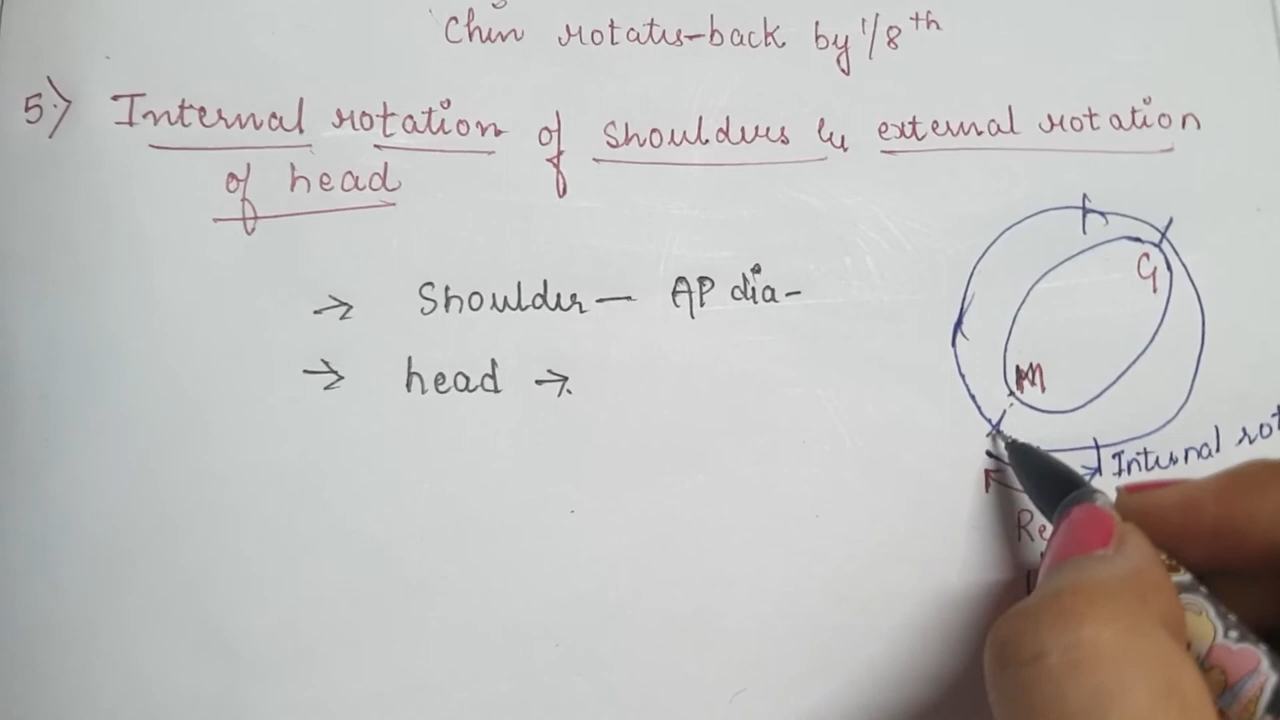 Chin rotates-back by 1/8th
5) Internal rotation of shoulders & external rotation
of head
→ Shoulder — AP dia-
→ head →
G
M
Internal rot
Re